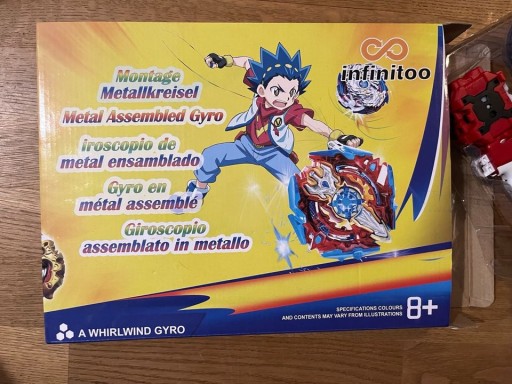 infinitoo
Montage
Metallkreisel
Metal Assembled Gyro
iroscopio de
metal ensamblado
Gyro en
métal assemblé
Giroscopio
assemblato in metallo
A WHIRLWIND GYRO
SPECIFICATIONS COLOURS
AND CONTENTS MAY VARY FROM ILLUSTRATIONS
8+